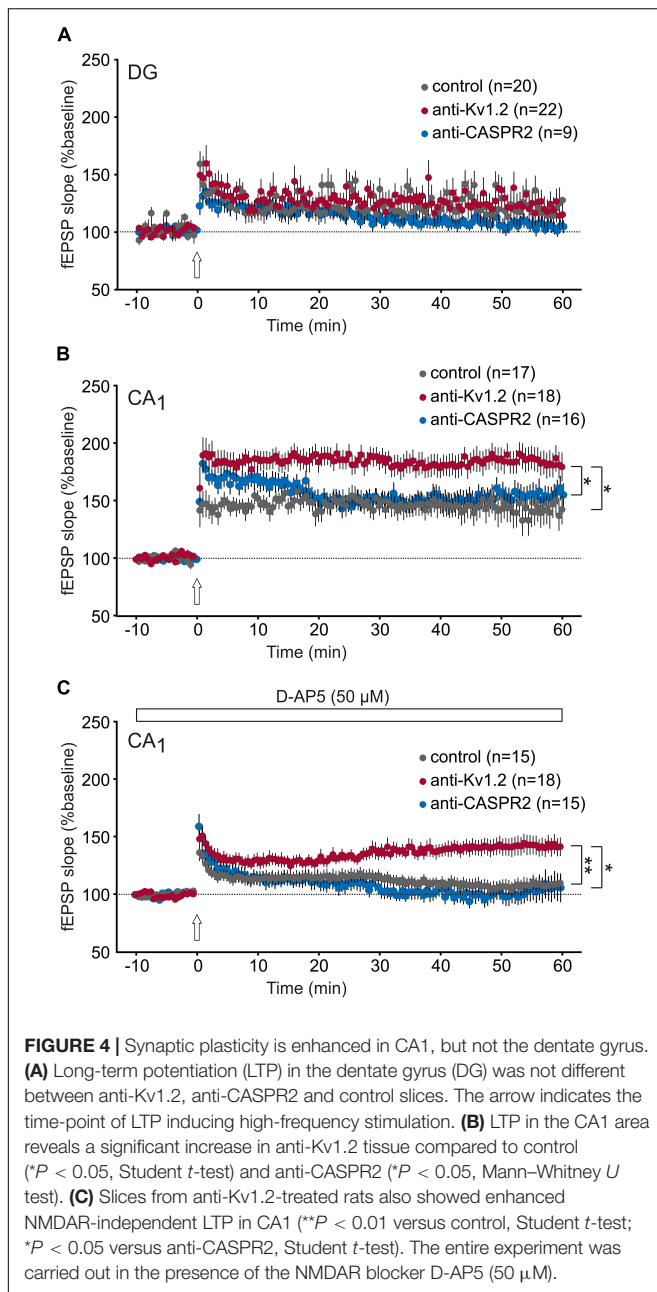 A
DG
250
200
150
100
50
fEPSP slope (%baseline)
control (n=20)
anti-Kv1.2 (n=22)
anti-CASPR2 (n=9)
-10 0 10 20 30 40 50 60
Time (min)
B
CA1
250
200
150
100
50
fEPSP slope (%baseline)
control (n=17)
anti-Kv1.2 (n=18)
anti-CASPR2 (n=16)
*
*
-10 0 10 20 30 40 50 60
Time (min)
C
D-AP5 (50 µM)
CA1
250
200
150
100
50
fEPSP slope (%baseline)
control (n=15)
anti-Kv1.2 (n=18)
anti-CASPR2 (n=15)
**
*
-10 0 10 20 30 40 50 60
Time (min)
FIGURE 4 | Synaptic plasticity is enhanced in CA1, but not the dentate gyrus.
(A) Long-term potentiation (LTP) in the dentate gyrus (DG) was not different
between anti-Kv1.2, anti-CASPR2 and control slices. The arrow indicates the
time-point of LTP inducing high-frequency stimulation. (B) LTP in the CA1 area
reveals a significant increase in anti-Kv1.2 tissue compared to control
(*P < 0.05, Student t-test) and anti-CASPR2 (*P < 0.05, Mann–Whitney U
test). (C) Slices from anti-Kv1.2-treated rats also showed enhanced
NMDAR-independent LTP in CA1 (**P < 0.01 versus control, Student t-test;
*P < 0.05 versus anti-CASPR2, Student t-test). The entire experiment was
carried out in the presence of the NMDAR blocker D-AP5 (50 µM).